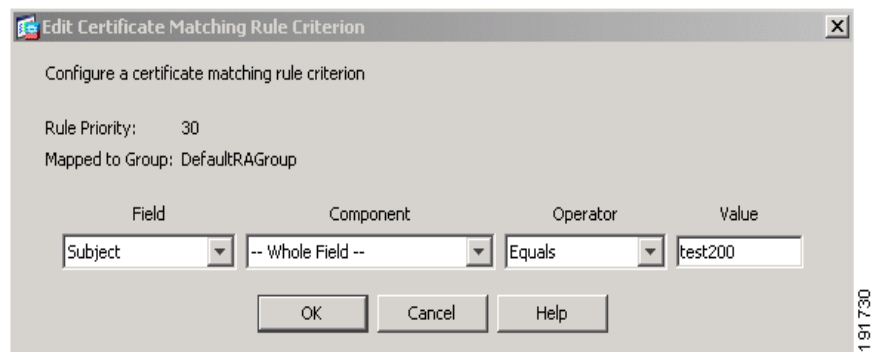 Edit Certificate Matching Rule Criterion
Configure a certificate matching rule criterion
Rule Priority: 30
Mapped to Group: DefaultRAGroup
Field Component Operator Value
Subject -- Whole Field -- Equals test200
OK Cancel Help
191730